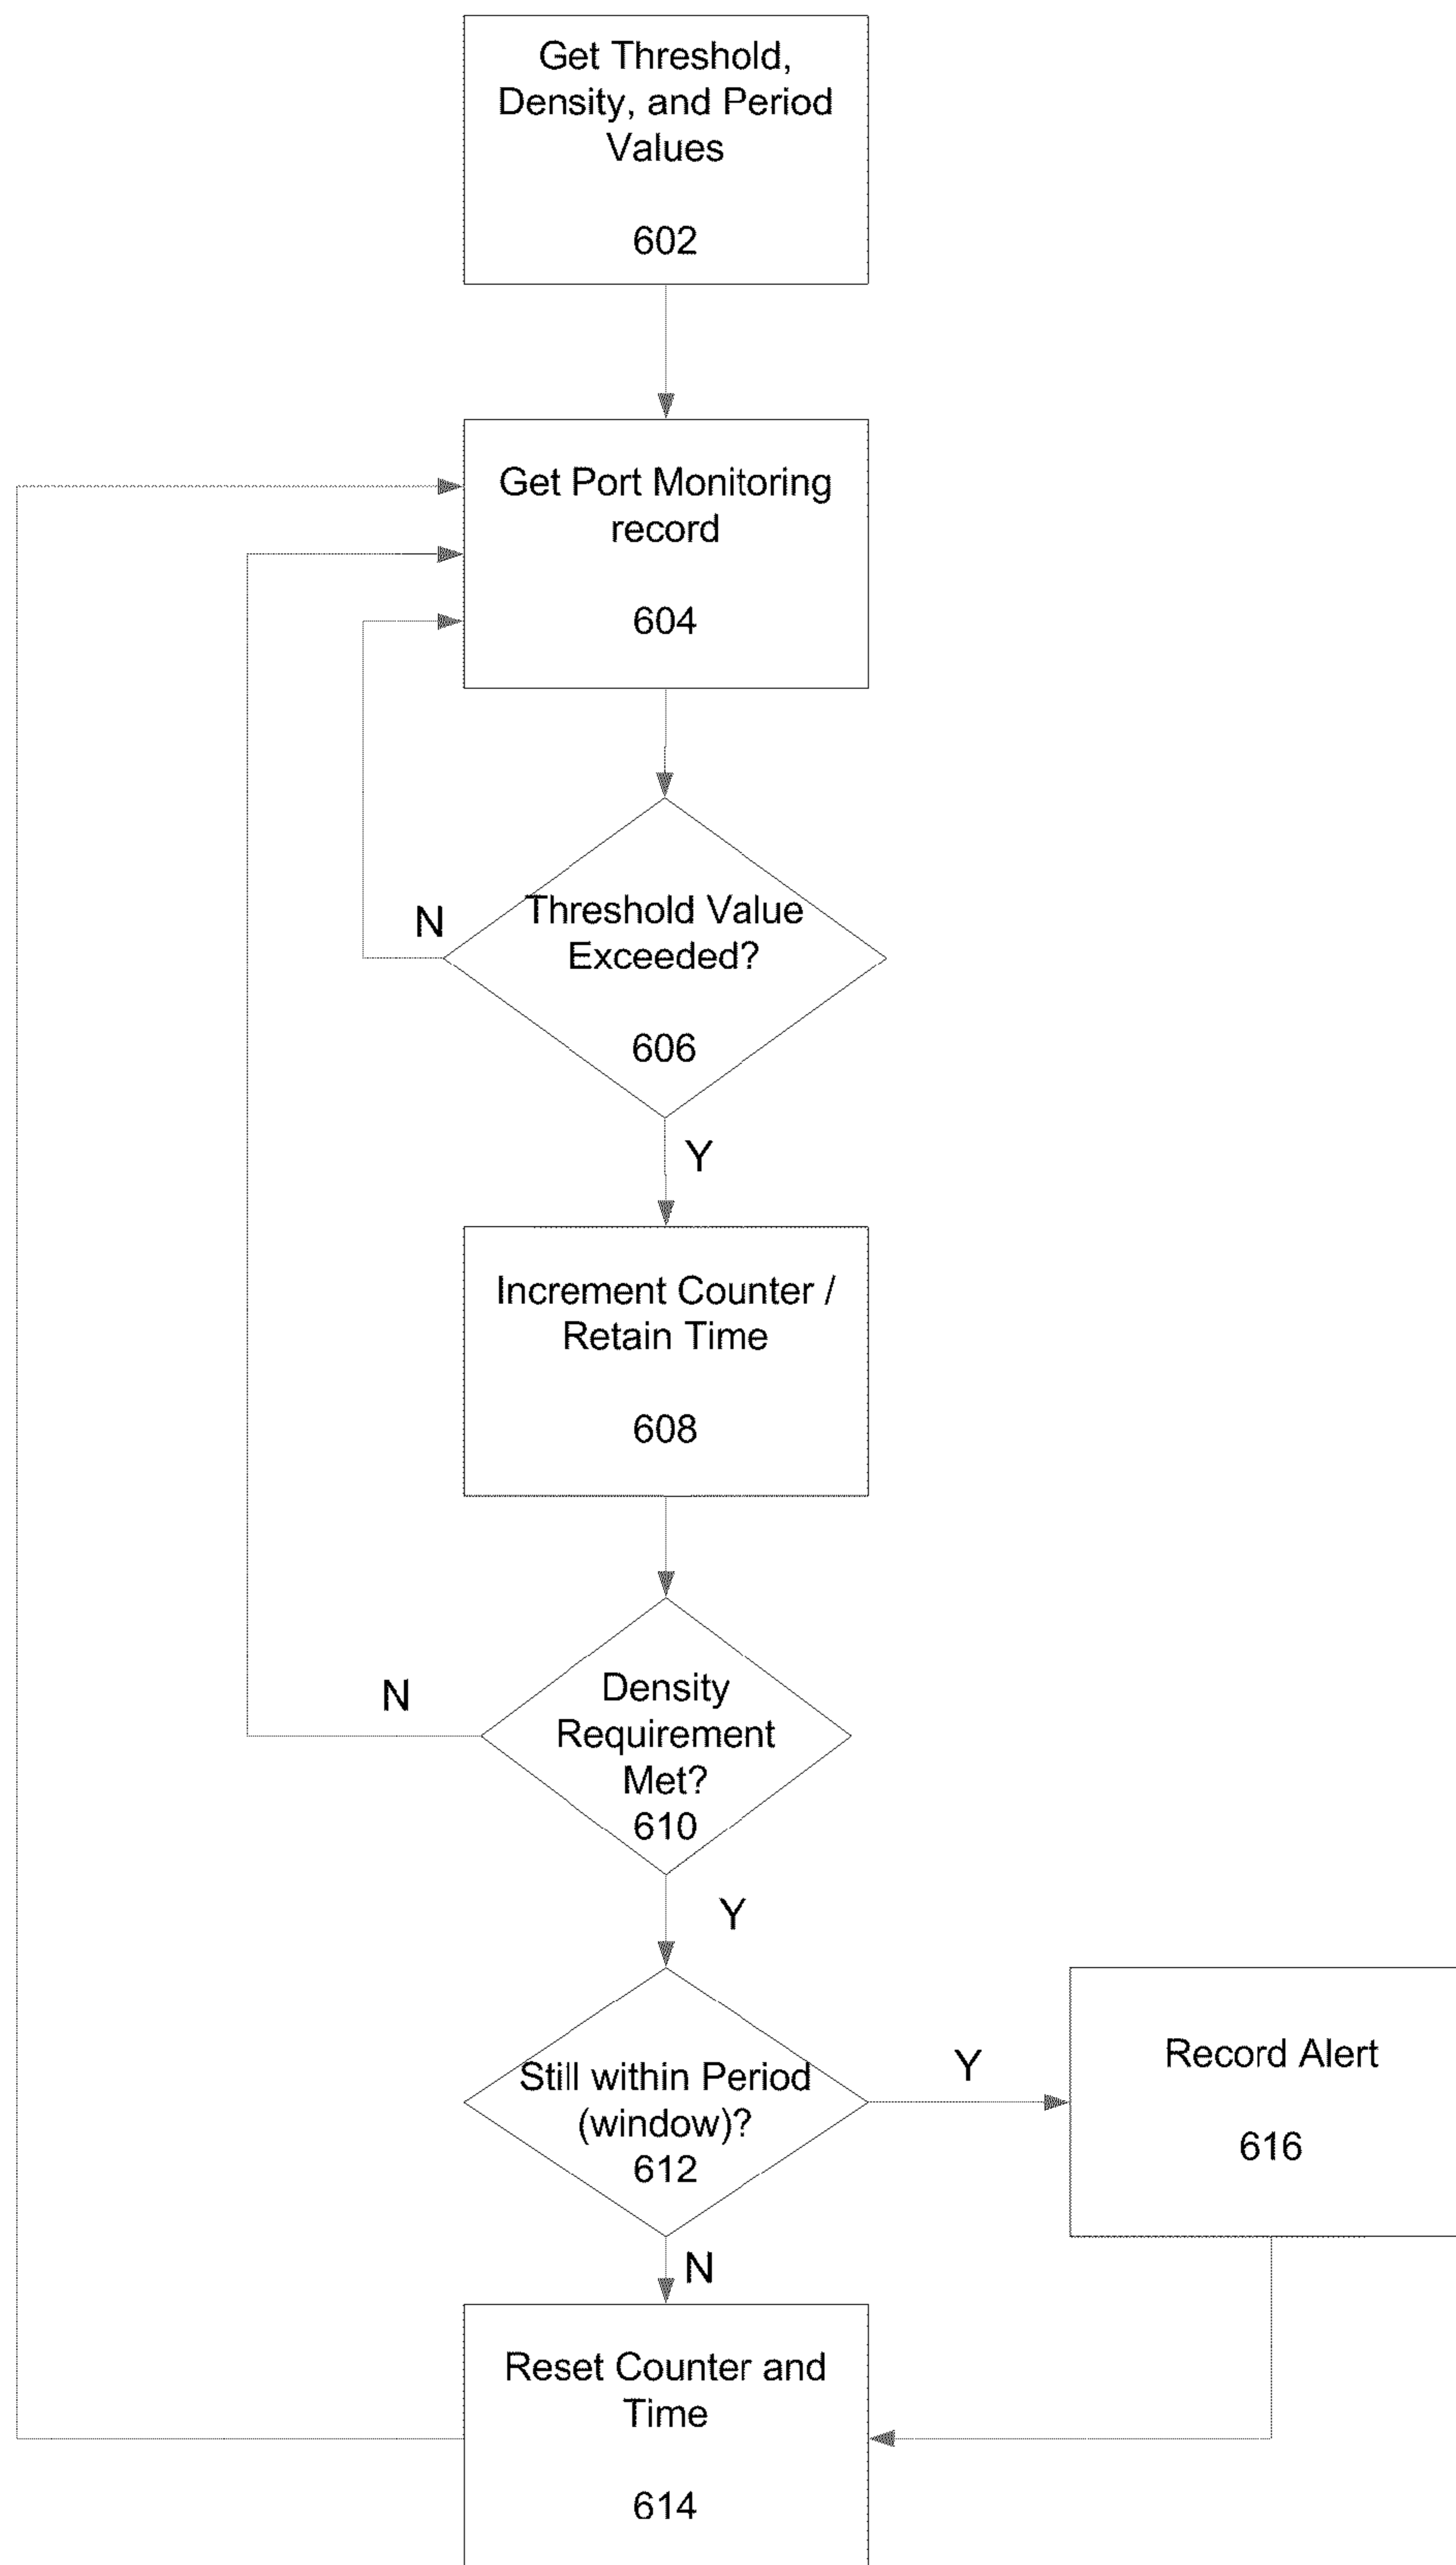 Get Threshold,
Density, and Period
Values
602
Get Port Monitoring
record
604
Threshold Value
Exceeded?
606
N
Y
Increment Counter /
Retain Time
608
Density
Requirement
Met?
610
N
Y
Still within Period
(window)?
612
Y
Record Alert
616
N
Reset Counter and
Time
614